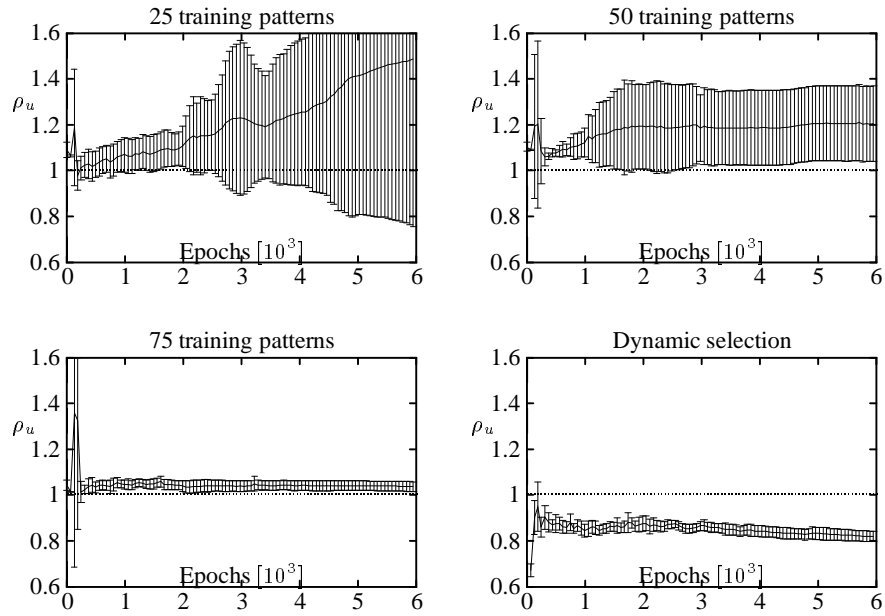 25 training patterns
1.6
1.4
ρu
1.2
1
0.8
0.6
Epochs [10³]
0 1 2 3 4 5 6
50 training patterns
1.6
1.4
ρu
1.2
1
0.8
0.6
Epochs [10³]
0 1 2 3 4 5 6
75 training patterns
1.6
1.4
ρu
1.2
1
0.8
0.6
Epochs [10³]
0 1 2 3 4 5 6
Dynamic selection
1.6
1.4
ρu
1.2
1
0.8
0.6
Epochs [10³]
0 1 2 3 4 5 6